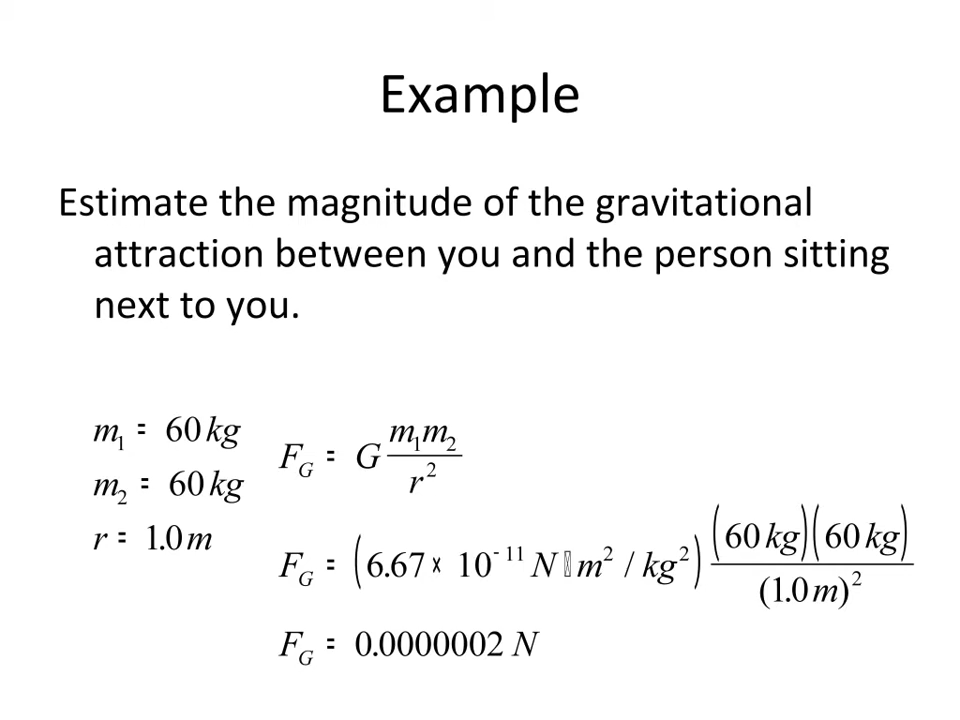 Example
Estimate the magnitude of the gravitational
attraction between you and the person sitting
next to you.
m₁ = 60 kg
m₂ = 60 kg
r = 1.0 m
F_G = G m₁m₂ / r²
F_G = (6.67 × 10⁻¹¹ N▯m² / kg²) (60 kg)(60 kg) / (1.0 m)²
F_G = 0.0000002 N